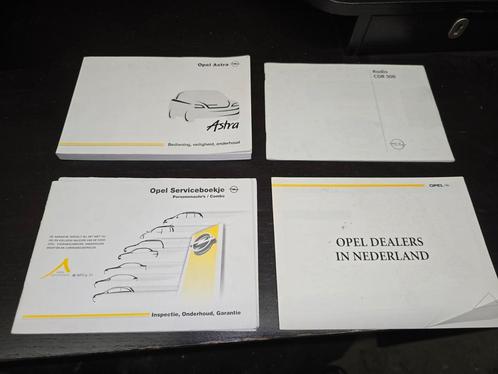 Opel Astra
Astra
Bediening, veiligheid, onderhoud
Radio
CDR 500
Opel Serviceboekje
Personenauto's / Combo
Inspectie, Onderhoud, Garantie
OPEL
OPEL DEALERS
IN NEDERLAND